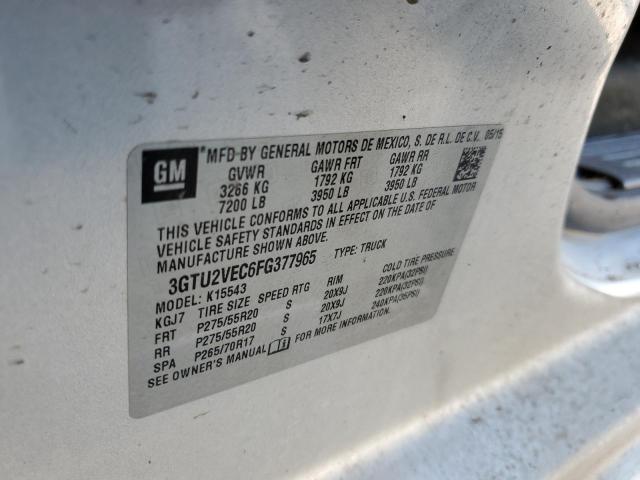 GM
*MFD BY GENERAL MOTORS DE MEXICO, S. DE R.L. DE C.V. 05/15
GVWR GAWR FRT GAWR RR
3266 KG 1792 KG 1792 KG
7200 LB 3950 LB 3950 LB
THIS VEHICLE CONFORMS TO ALL APPLICABLE U.S. FEDERAL MOTOR
VEHICLE SAFETY STANDARDS IN EFFECT ON THE DATE OF
MANUFACTURE SHOWN ABOVE.
3GTU2VEC6FG377965 TYPE: TRUCK
MODEL: K15543
KGJ7 TIRE SIZE SPEED RTG RIM COLD TIRE PRESSURE
FRT P275/55R20 S 20X9J 220KPA(32PSI)
RR P275/55R20 S 20X9J 220KPA(32PSI)
SPA P265/70R17 S 17X7J 240KPA(35PSI)
SEE OWNER'S MANUAL FOR MORE INFORMATION.